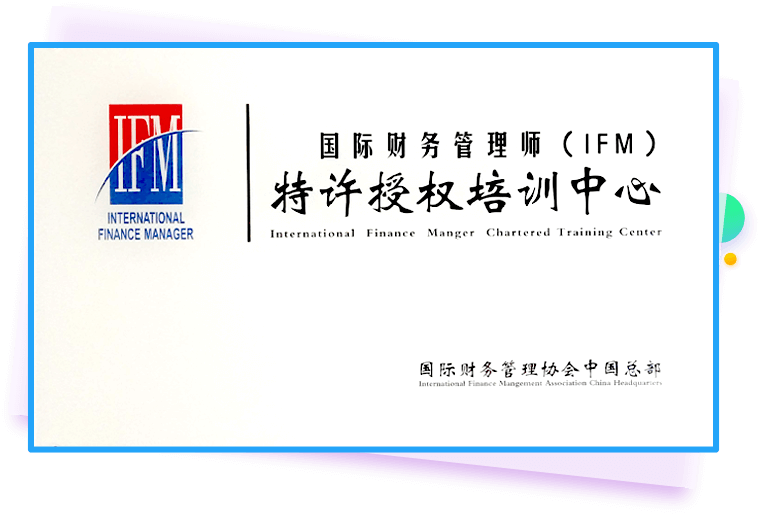 IFM
INTERNATIONAL
FINANCE MANAGER
国际财务管理师（IFM）
特许授权培训中心
International Finance Manger Chartered Training Center
国际财务管理协会中国总部
International Finance Mangement Association China Headquarters